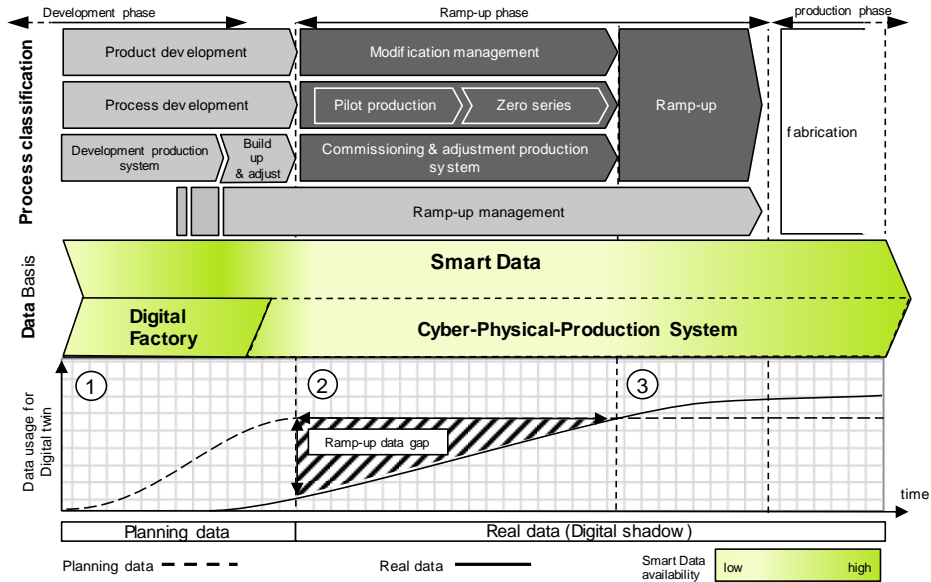 Development phase
Ramp-up phase
production phase
Process classification
Product development
Modification management
Process development
Pilot production
Zero series
Ramp-up
fabrication
Development production
system
Build
up
& adjust
Commissioning & adjustment production
system
Ramp-up management
Data Basis
Smart Data
Digital
Factory
Cyber-Physical-Production System
Data usage for
Digital twin
1
2
3
Ramp-up data gap
time
Planning data
Real data (Digital shadow)
Planning data
Real data
Smart Data
availability
low
high